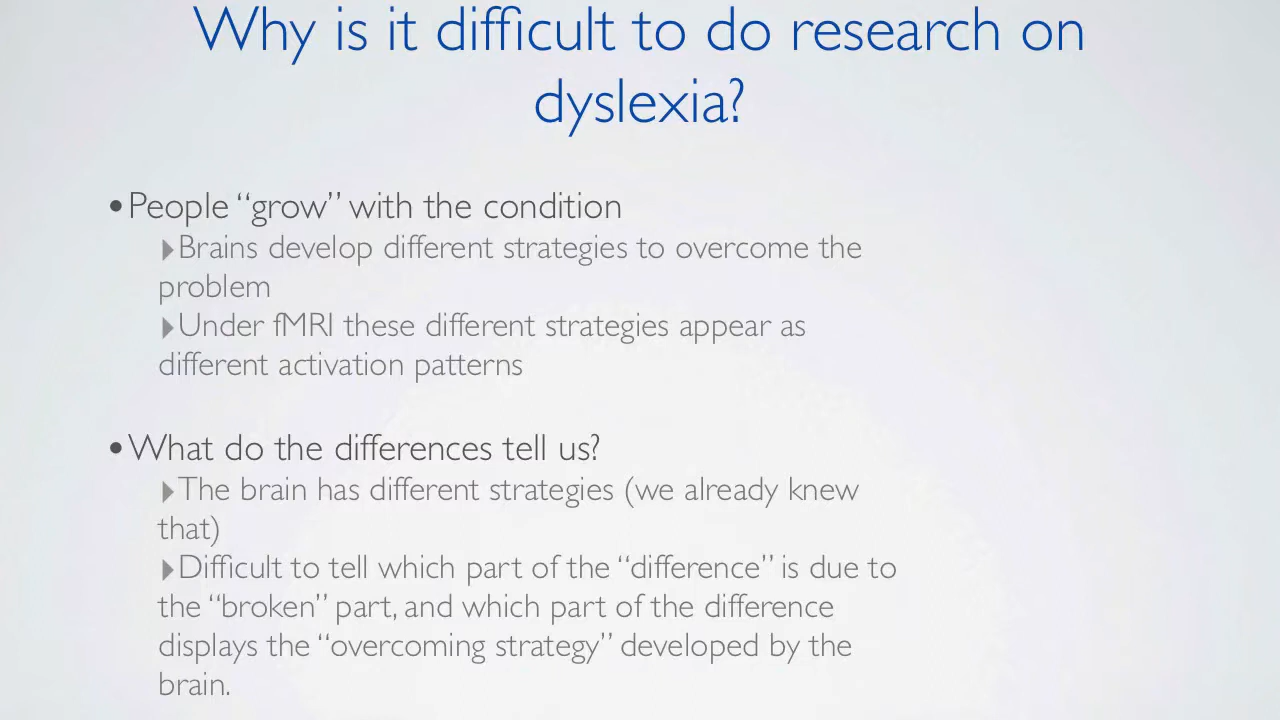 Why is it difficult to do research on
dyslexia?
•People “grow” with the condition
▸Brains develop different strategies to overcome the
problem
▸Under fMRI these different strategies appear as
different activation patterns
•What do the differences tell us?
▸The brain has different strategies (we already knew
that)
▸Difficult to tell which part of the “difference” is due to
the “broken” part, and which part of the difference
displays the “overcoming strategy” developed by the
brain.